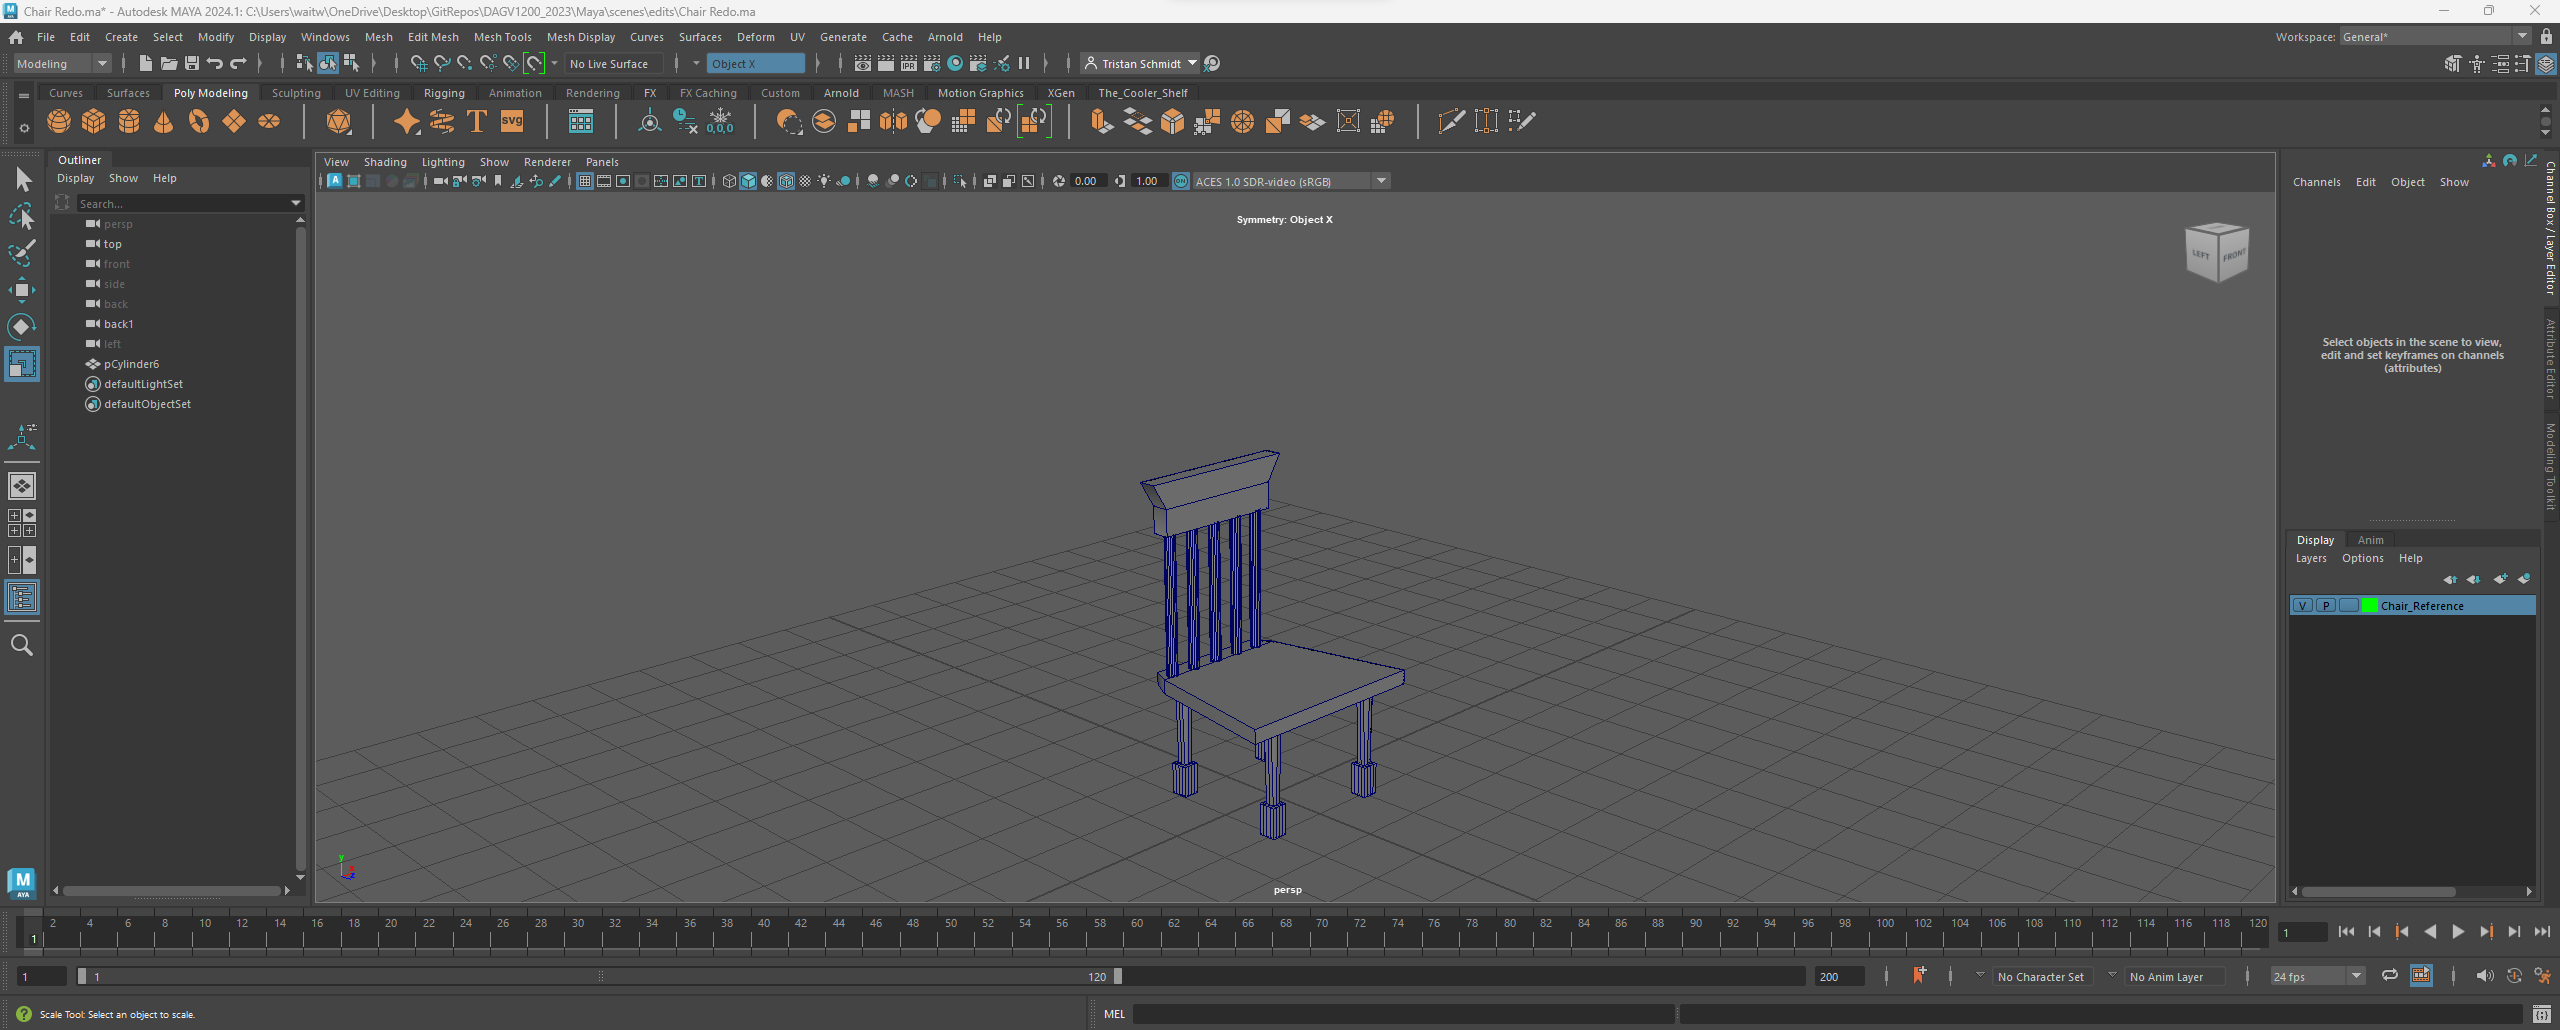 Chair Redo.ma* - Autodesk MAYA 2024.1: C:\Users\waitw\OneDrive\Desktop\GitRepos\DAGV1200_2023\Maya\scenes\edits\Chair Redo.ma
File Edit Create Select Modify Display Windows Mesh Edit Mesh Mesh Tools Mesh Display Curves Surfaces Deform UV Generate Cache Arnold Help
Workspace: General*
Modeling No Live Surface Object X IPR Tristan Schmidt
Curves Surfaces Poly Modeling Sculpting UV Editing Rigging Animation Rendering FX FX Caching Custom Arnold MASH Motion Graphics XGen The_Cooler_Shelf
T SVG 0,0,0
Outliner
Display Show Help
Search...
persp
top
front
side
back
back1
left
pCylinder6
defaultLightSet
defaultObjectSet
View Shading Lighting Show Renderer Panels
0.00 1.00 ON ACES 1.0 SDR-video (sRGB)
Symmetry: Object X
LEFT FRONT
y
z
persp
Channels Edit Object Show
Select objects in the scene to view,
edit and set keyframes on channels
(attributes)
Channel Box / Layer Editor
Attribute Editor
Modeling Toolkit
Display Anim
Layers Options Help
V P Chair_Reference
M
AYA
2 4 6 8 10 12 14 16 18 20 22 24 26 28 30 32 34 36 38 40 42 44 46 48 50 52 54 56 58 60 62 64 66 68 70 72 74 76 78 80 82 84 86 88 90 92 94 96 98 100 102 104 106 108 110 112 114 116 118 120
1 1
1 1 120 200 No Character Set No Anim Layer 24 fps
Scale Tool: Select an object to scale.
MEL